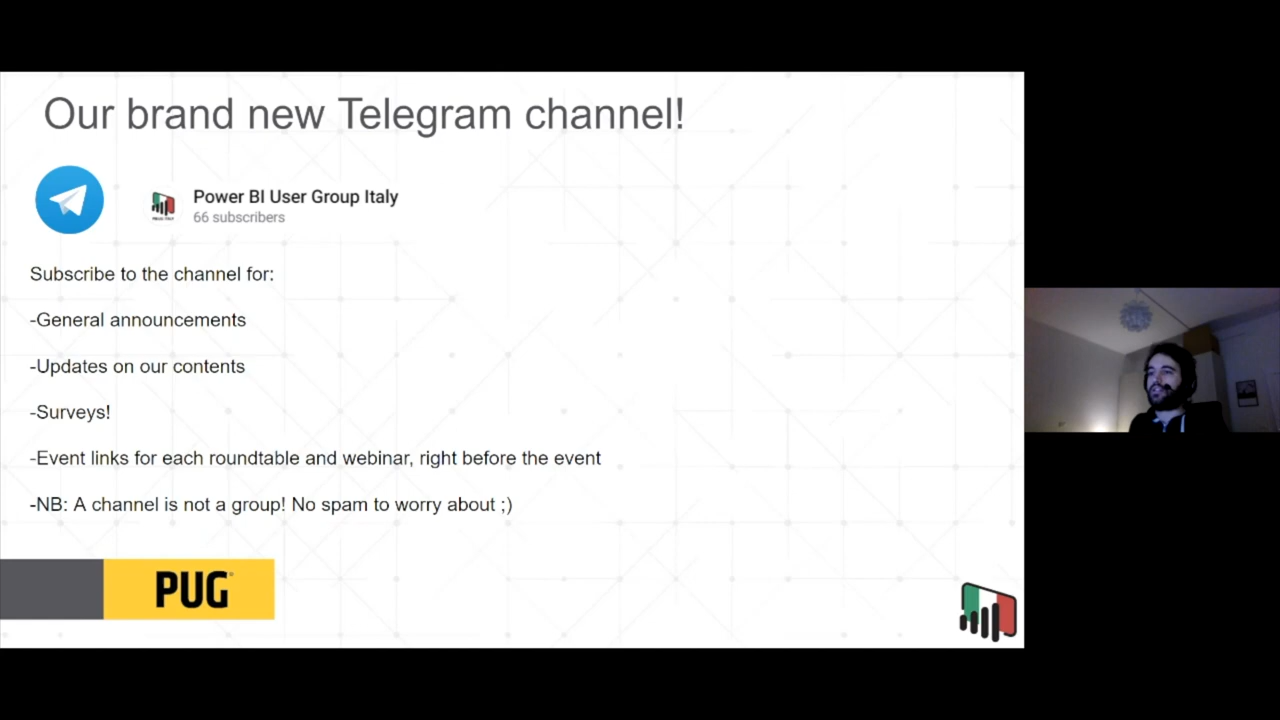 Our brand new Telegram channel!
Power BI User Group Italy
66 subscribers
Subscribe to the channel for:
-General announcements
-Updates on our contents
-Surveys!
-Event links for each roundtable and webinar, right before the event
-NB: A channel is not a group! No spam to worry about ;)
PUG